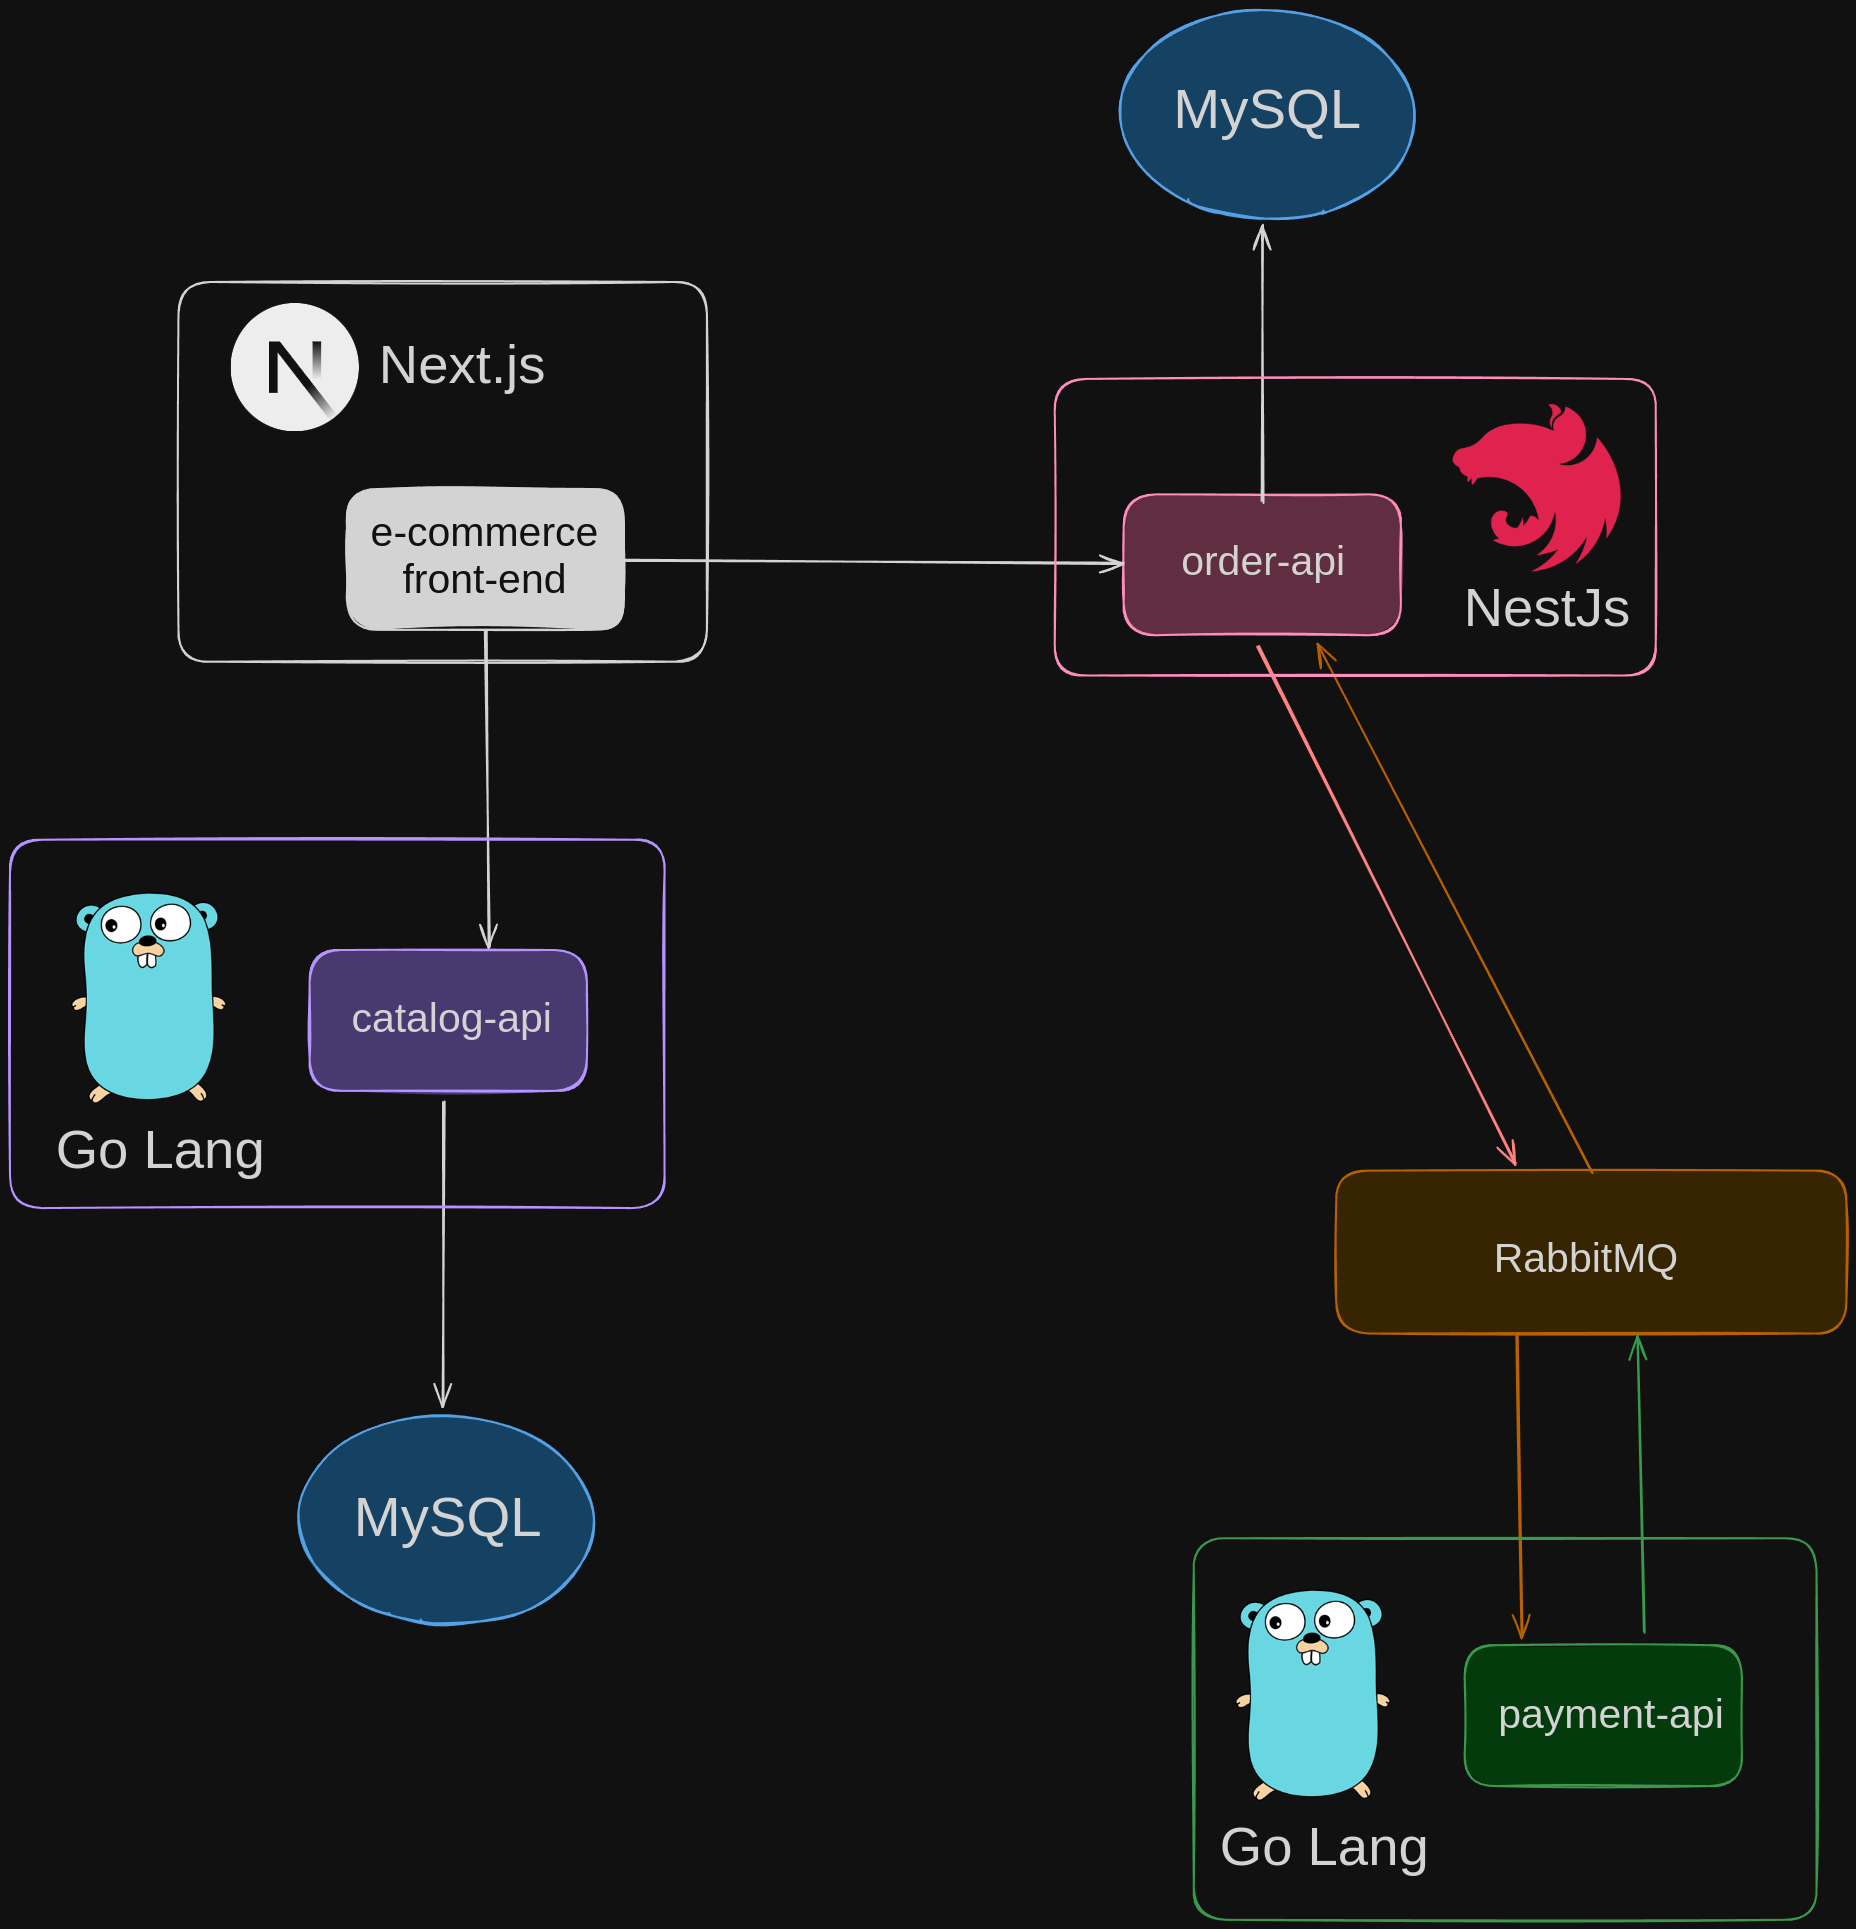 MySQL
Next.js
e-commerce
front-end
order-api
NestJs
catalog-api
Go Lang
RabbitMQ
MySQL
payment-api
Go Lang